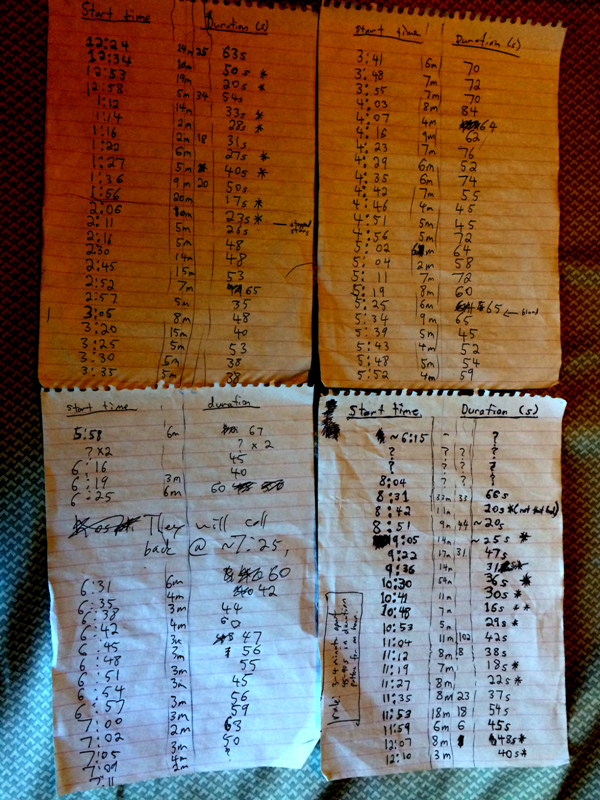 Start time Duration (s)
12:24 63s
12:34 14m 25 50s *
12:53 19m 20s *
12:58 5m 34 54s
1:12 14m 33s *
1:14 2m 28s *
1:16 2m 18 31s
1:22 6m 27s *
1:27 5m 40s *
1:36 9m 20 50s
1:56 20m 17s *
2:06 10m 23s *
2:11 5m 26s
2:16 5m 48
2:30 14m 48
2:45 15m 53
2:52 7m 65
2:57 5m 35
3:05 8m 48
3:20 15m 40
3:25 5m 53
3:30 5m 38
3:35 5m 38
Start time Duration (s)
3:41 6m 70
3:48 7m 72
3:55 7m 70
4:03 8m 84
4:07 4m 64
4:16 9m 62
4:23 7m 76
4:29 6m 52
4:35 6m 74
4:42 7m 55
4:46 4m 45
4:51 5m 45
4:56 5m 72
5:02 6m 64
5:04 2m 58
5:11 7m 72
5:19 8m 60
5:25 6m 65
5:34 9m 65 ← blood
5:39 5m 45
5:43 4m 52
5:48 5m 54
5:52 4m 59
Start time duration
5:58 6m 67
? x2 ? x 2
6:16 45
6:19 3m 40
6:25 6m 60
They will call
back @ ~7:25,
6:31 6m 60
6:35 4m 42
6:38 3m 44
6:42 4m 60
6:45 3m 47
6:48 3m 56
6:51 3m 55
6:54 3m 45
6:57 3m 56
7:00 3m 59
7:02 2m 63
7:05 3m 50
7:09 4m ?
7:11 2m
Start time Duration (s)
~6:15 - ?
? ? ? ?
? ? ? ?
8:04
8:31 33 66s
8:42 11m 20s * (not that bad)
8:51 9m 44 ~20s
9:05 14m ~25s *
9:22 17m 31 47s
9:36 14m 31
10:30 59m 36s *
10:41 11m 30s *
10:48 7m 16s * *
10:53 5m 29s *
11:04 11m 102 42s
11:12 8m 18 38s
11:19 7m 18s *
11:27 8m 22s *
11:35 8m 23 37s
11:53 18m 18 54s
11:59 6m 6 45s
12:07 8m 48s *
12:10 3m 40s *